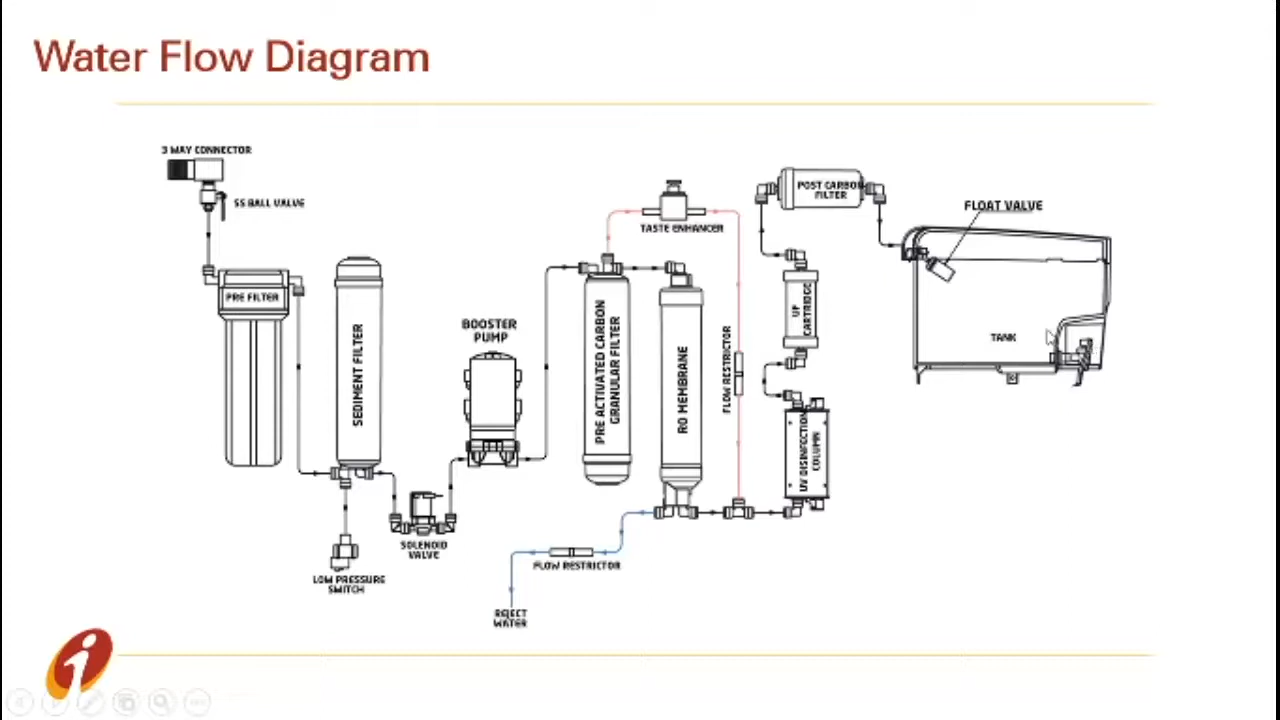 Water Flow Diagram
3 WAY CONNECTOR
SS BALL VALVE
PRE FILTER
SEDIMENT FILTER
LOW PRESSURE
SWITCH
SOLENOID
VALVE
BOOSTER
PUMP
PRE ACTIVATED CARBON
GRANULAR FILTER
TASTE ENHANCER
RO MEMBRANE
FLOW RESTRICTOR
FLOW RESTRICTOR
REJECT
WATER
UV DISINFECTION
COLUMN
UF
CARTRIDGE
POST CARBON
FILTER
FLOAT VALVE
TANK